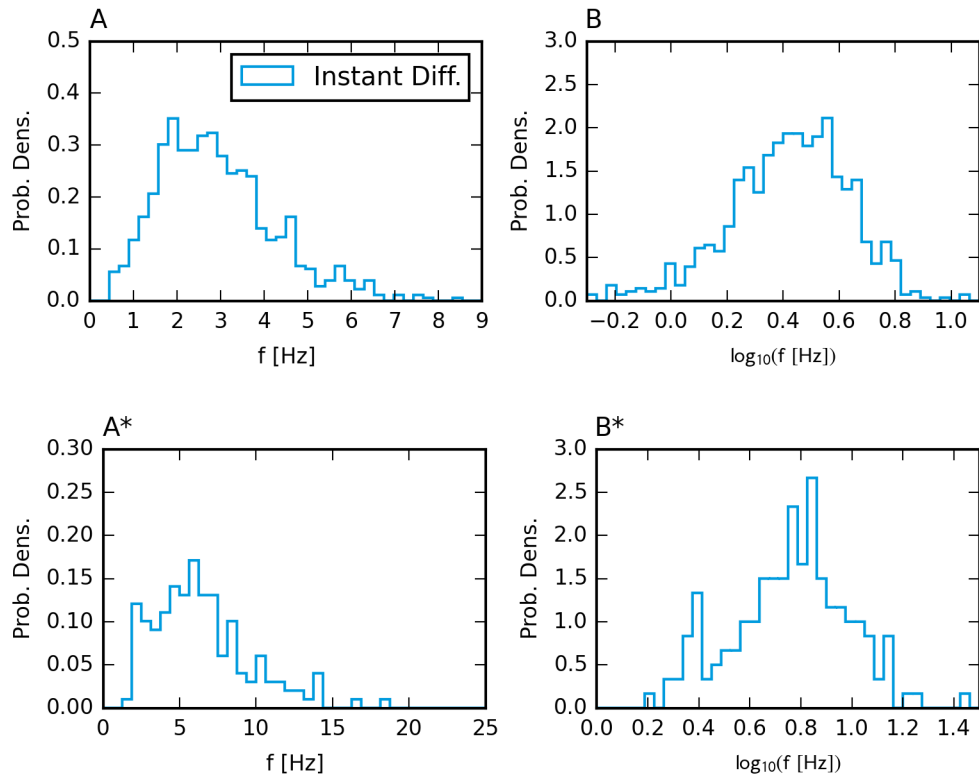 A
0.5
0.4
0.3
0.2
0.1
0.0
Prob. Dens.
Instant Diff.
0 1 2 3 4 5 6 7 8 9
f [Hz]
B
3.0
2.5
2.0
1.5
1.0
0.5
0.0
Prob. Dens.
−0.2 0.0 0.2 0.4 0.6 0.8 1.0
log₁₀(f [Hz])
A*
0.30
0.25
0.20
0.15
0.10
0.05
0.00
Prob. Dens.
0 5 10 15 20 25
f [Hz]
B*
3.0
2.5
2.0
1.5
1.0
0.5
0.0
Prob. Dens.
0.0 0.2 0.4 0.6 0.8 1.0 1.2 1.4
log₁₀(f [Hz])